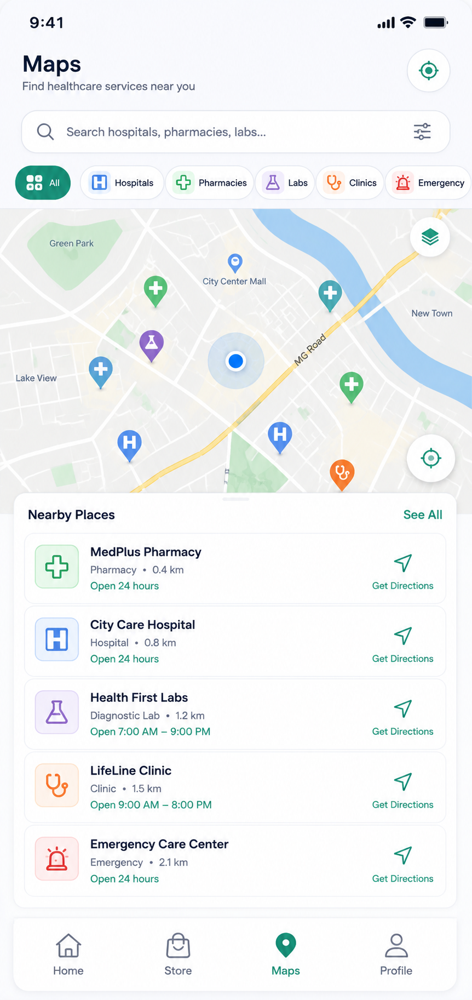 9:41
Maps
Find healthcare services near you
Search hospitals, pharmacies, labs...
All
Hospitals
Pharmacies
Labs
Clinics
Emergency
Green Park
City Center Mall
New Town
MG Road
Lake View
H
H
Nearby Places
See All
MedPlus Pharmacy
Pharmacy • 0.4 km
Open 24 hours
Get Directions
City Care Hospital
Hospital • 0.8 km
Open 24 hours
Get Directions
Health First Labs
Diagnostic Lab • 1.2 km
Open 7:00 AM – 9:00 PM
Get Directions
LifeLine Clinic
Clinic • 1.5 km
Open 9:00 AM – 8:00 PM
Get Directions
Emergency Care Center
Emergency • 2.1 km
Open 24 hours
Get Directions
Home
Store
Maps
Profile